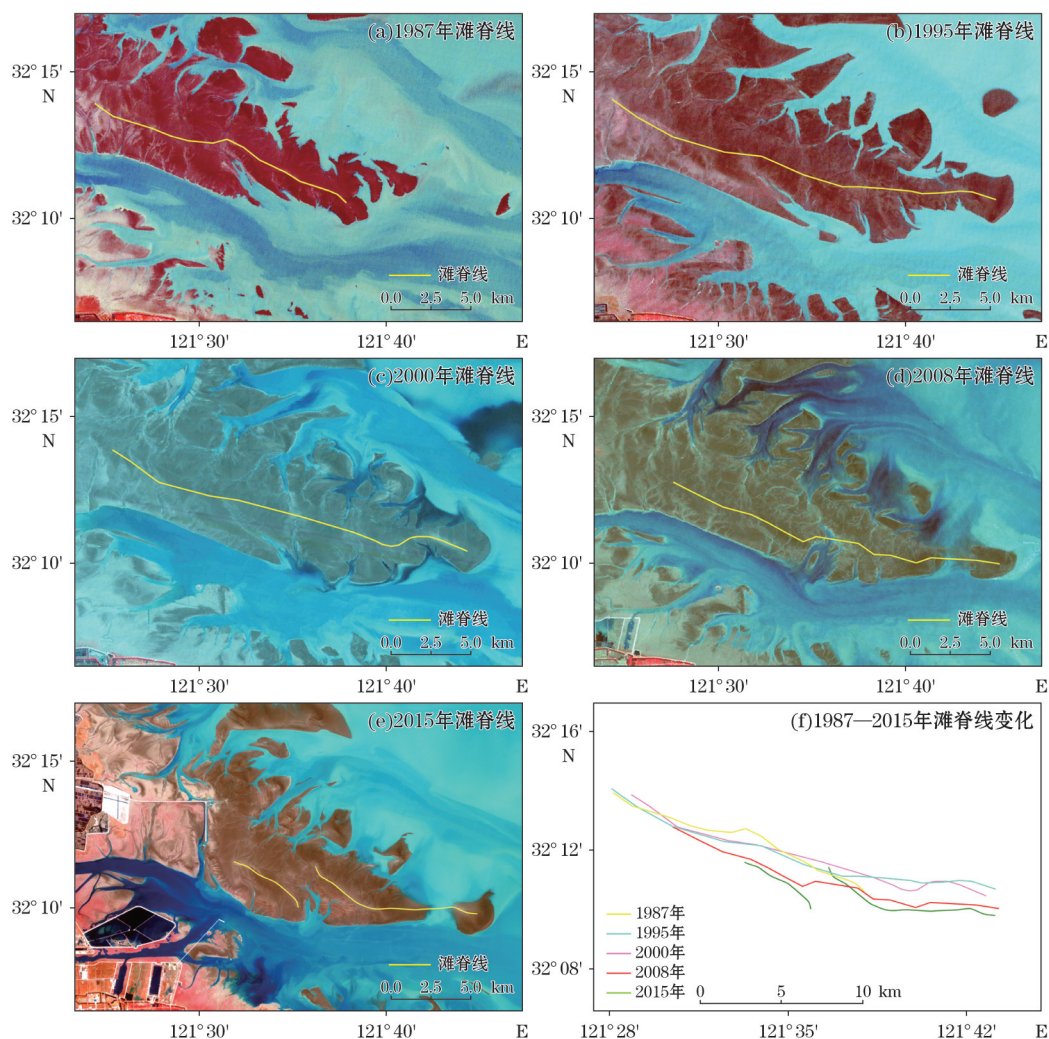 (a)1987年滩脊线
32°15'
N
32°10'
滩脊线
0.0 2.5 5.0 km
121°30' 121°40' E
(b)1995年滩脊线
32°15'
N
32°10'
滩脊线
0.0 2.5 5.0 km
121°30' 121°40' E
(c)2000年滩脊线
32°15'
N
32°10'
滩脊线
0.0 2.5 5.0 km
121°30' 121°40' E
(d)2008年滩脊线
32°15'
N
32°10'
滩脊线
0.0 2.5 5.0 km
121°30' 121°40' E
(e)2015年滩脊线
32°15'
N
32°10'
滩脊线
0.0 2.5 5.0 km
121°30' 121°40' E
(f)1987—2015年滩脊线变化
32°16'
N
32°12'
32°08'
1987年
1995年
2000年
2008年
2015年
0 5 10 km
121°28' 121°35' 121°42' E